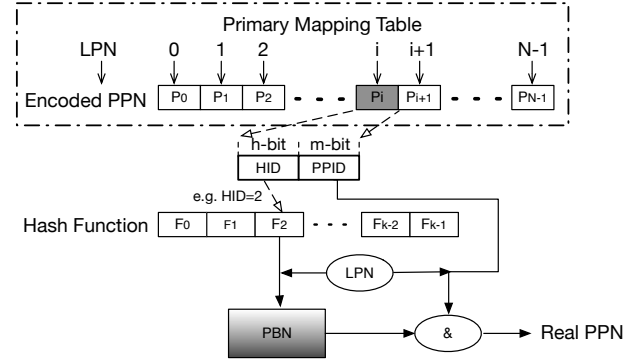 Primary Mapping Table
LPN 0 1 2 i i+1 N-1
Encoded PPN P0 P1 P2 - - - Pi Pi+1 - - - PN-1
h-bit m-bit
HID PPID
e.g. HID=2
Hash Function F0 F1 F2 · · · · Fk-2 Fk-1
LPN
PBN & Real PPN